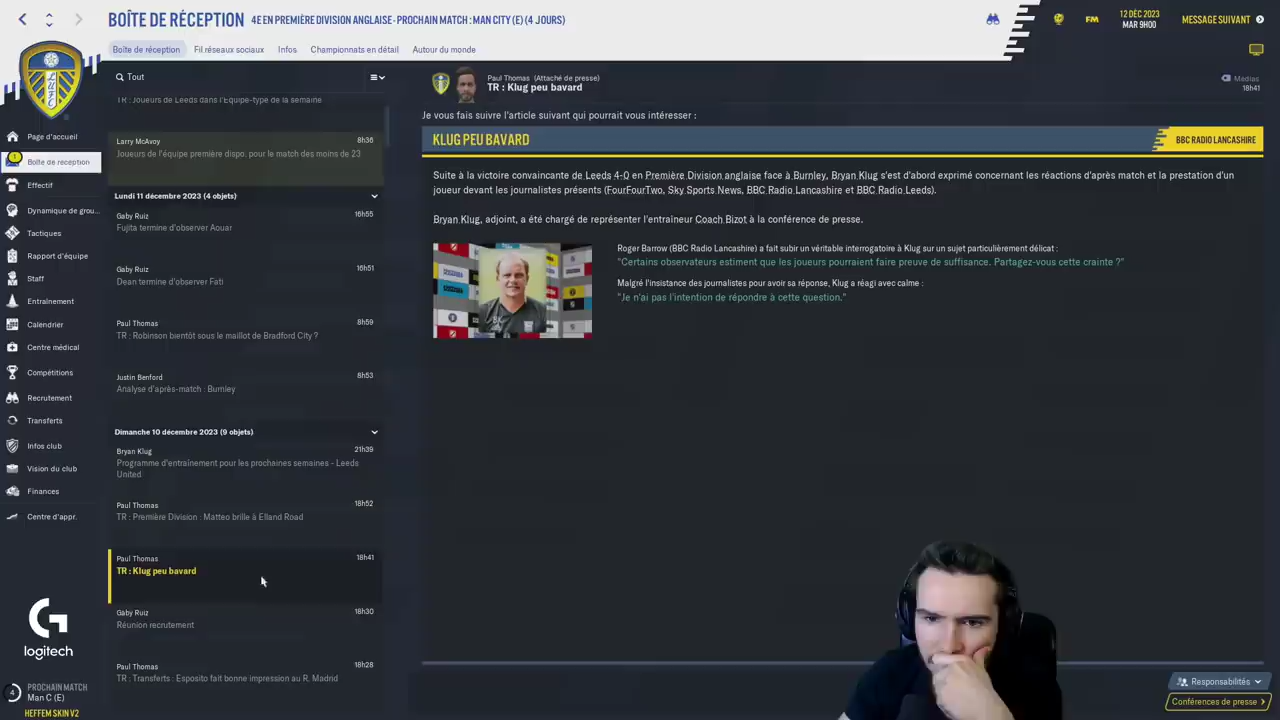 BOÎTE DE RÉCEPTION
4E EN PREMIÈRE DIVISION ANGLAISE - PROCHAIN MATCH : MAN CITY (E) (4 JOURS)
FM
12 DÉC 2023
MAR 9H00
MESSAGE SUIVANT
Boîte de réception
Fil réseaux sociaux
Infos
Championnats en détail
Autour du monde
Tout
TR : Joueurs de Leeds dans l'Equipe-type de la semaine
Larry McAvoy
8h36
Joueurs de l'équipe première dispo. pour le match des moins de 23
Lundi 11 décembre 2023 (4 objets)
Gaby Ruiz
16h55
Fujita termine d'observer Aouar
Gaby Ruiz
16h51
Dean termine d'observer Fati
Paul Thomas
8h59
TR : Robinson bientôt sous le maillot de Bradford City ?
Justin Benford
8h53
Analyse d'après-match : Burnley
Dimanche 10 décembre 2023 (9 objets)
Bryan Klug
21h39
Programme d'entraînement pour les prochaines semaines - Leeds
United
Paul Thomas
18h52
TR : Première Division : Matteo brille à Elland Road
Paul Thomas
18h41
TR : Klug peu bavard
Gaby Ruiz
18h30
Réunion recrutement
Paul Thomas
18h28
TR : Transferts : Esposito fait bonne impression au R. Madrid
Page d'accueil
1
Boîte de réception
Effectif
Dynamique de grou...
Tactiques
Rapport d'équipe
Staff
Entraînement
Calendrier
Centre médical
Compétitions
Recrutement
Transferts
Infos club
Vision du club
Finances
Centre d'appr.
logitech
4
PROCHAIN MATCH
Man C (E)
HEFFEM SKIN V2
Paul Thomas (Attaché de presse)
TR : Klug peu bavard
Médias
18h41
Je vous fais suivre l'article suivant qui pourrait vous intéresser :
KLUG PEU BAVARD
BBC RADIO LANCASHIRE
Suite à la victoire convaincante de Leeds 4-0 en Première Division anglaise face à Burnley, Bryan Klug s'est d'abord exprimé concernant les réactions d'après match et la prestation d'un
joueur devant les journalistes présents (FourFourTwo, Sky Sports News, BBC Radio Lancashire et BBC Radio Leeds).
Bryan Klug, adjoint, a été chargé de représenter l'entraineur Coach Bizot à la conférence de presse.
Roger Barrow (BBC Radio Lancashire) a fait subir un véritable interrogatoire à Klug sur un sujet particulièrement délicat :
"Certains observateurs estiment que les joueurs pourraient faire preuve de suffisance. Partagez-vous cette crainte ?"
Malgré l'insistance des journalistes pour avoir sa réponse, Klug a réagi avec calme :
"Je n'ai pas l'intention de répondre à cette question."
Responsabilités
Conférences de presse